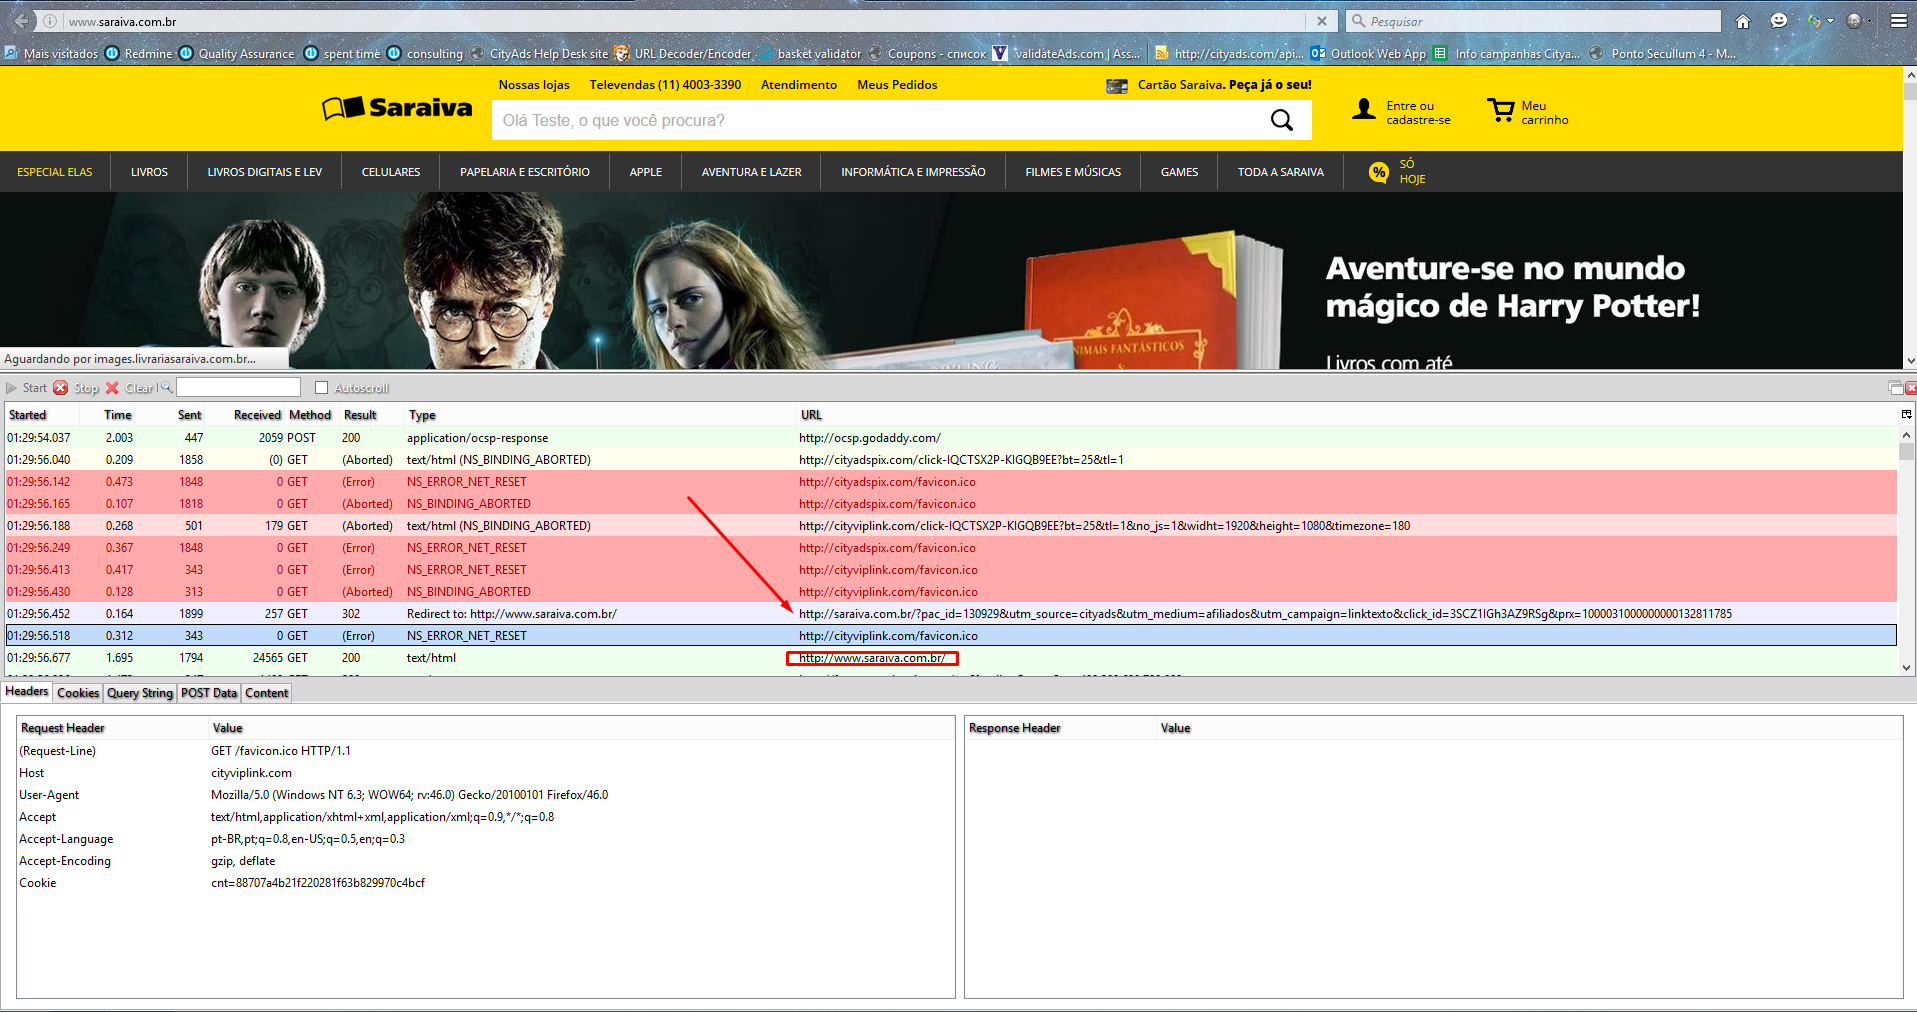 www.saraiva.com.br
Pesquisar
Mais visitados Redmine Quality Assurance spent time consulting CityAds Help Desk site URL Decoder/Encoder basket validator Coupons - список validateAds.com | Ass... http://cityads.com/api... Outlook Web App Info campanhas Citya... Ponto Secullum 4 - M...
Nossas lojas Televendas (11) 4003-3390 Atendimento Meus Pedidos Cartão Saraiva. Peça já o seu!
Saraiva
Olá Teste, o que você procura?
Entre ou
cadastre-se
Meu
carrinho
ESPECIAL ELAS LIVROS LIVROS DIGITAIS E LEV CELULARES PAPELARIA E ESCRITÓRIO APPLE AVENTURA E LAZER INFORMÁTICA E IMPRESSÃO FILMES E MÚSICAS GAMES TODA A SARAIVA % SÓ HOJE
Aventure-se no mundo
mágico de Harry Potter!
Livros com até
ANIMAIS FANTÁSTICOS
Aguardando por images.livrariasaraiva.com.br...
Start Stop Clear Autoscroll
Started Time Sent Received Method Result Type URL
01:29:54.037 2.003 447 2059 POST 200 application/ocsp-response http://ocsp.godaddy.com/
01:29:56.040 0.209 1858 (0) GET (Aborted) text/html (NS_BINDING_ABORTED) http://cityadspix.com/click-IQCTSX2P-KIGQB9EE?bt=25&tl=1
01:29:56.142 0.473 1848 0 GET (Error) NS_ERROR_NET_RESET http://cityadspix.com/favicon.ico
01:29:56.165 0.107 1818 0 GET (Aborted) NS_BINDING_ABORTED http://cityadspix.com/favicon.ico
01:29:56.188 0.268 501 179 GET (Aborted) text/html (NS_BINDING_ABORTED) http://cityviplink.com/click-IQCTSX2P-KIGQB9EE?bt=25&tl=1&no_js=1&widht=1920&height=1080&timezone=180
01:29:56.249 0.367 1848 0 GET (Error) NS_ERROR_NET_RESET http://cityadspix.com/favicon.ico
01:29:56.413 0.417 343 0 GET (Error) NS_ERROR_NET_RESET http://cityviplink.com/favicon.ico
01:29:56.430 0.128 313 0 GET (Aborted) NS_BINDING_ABORTED http://cityviplink.com/favicon.ico
01:29:56.452 0.164 1899 257 GET 302 Redirect to: http://www.saraiva.com.br/ http://saraiva.com.br/?pac_id=130929&utm_source=cityads&utm_medium=afiliados&utm_campaign=linktexto&click_id=3SCZ1IGh3AZ9RSg&prx=1000031000000000132811785
01:29:56.518 0.312 343 0 GET (Error) NS_ERROR_NET_RESET http://cityviplink.com/favicon.ico
01:29:56.677 1.695 1794 24565 GET 200 text/html http://www.saraiva.com.br/
Headers Cookies Query String POST Data Content
Request Header Value
(Request-Line) GET /favicon.ico HTTP/1.1
Host cityviplink.com
User-Agent Mozilla/5.0 (Windows NT 6.3; WOW64; rv:46.0) Gecko/20100101 Firefox/46.0
Accept text/html,application/xhtml+xml,application/xml;q=0.9,*/*;q=0.8
Accept-Language pt-BR,pt;q=0.8,en-US;q=0.5,en;q=0.3
Accept-Encoding gzip, deflate
Cookie cnt=88707a4b21f220281f63b829970c4bcf
Response Header Value